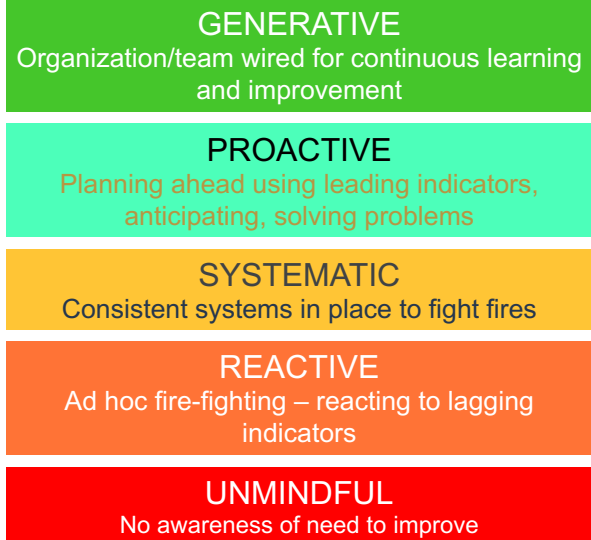 GENERATIVE
Organization/team wired for continuous learning
and improvement
PROACTIVE
Planning ahead using leading indicators,
anticipating, solving problems
SYSTEMATIC
Consistent systems in place to fight fires
REACTIVE
Ad hoc fire-fighting – reacting to lagging
indicators
UNMINDFUL
No awareness of need to improve